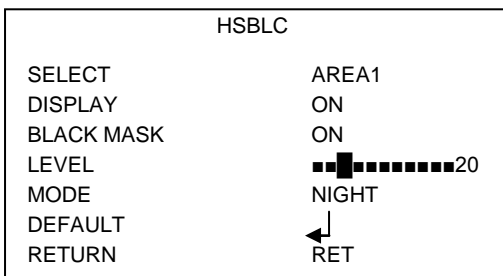 HSBLC
SELECT AREA1
DISPLAY ON
BLACK MASK ON
LEVEL 20
MODE NIGHT
DEFAULT
RETURN RET